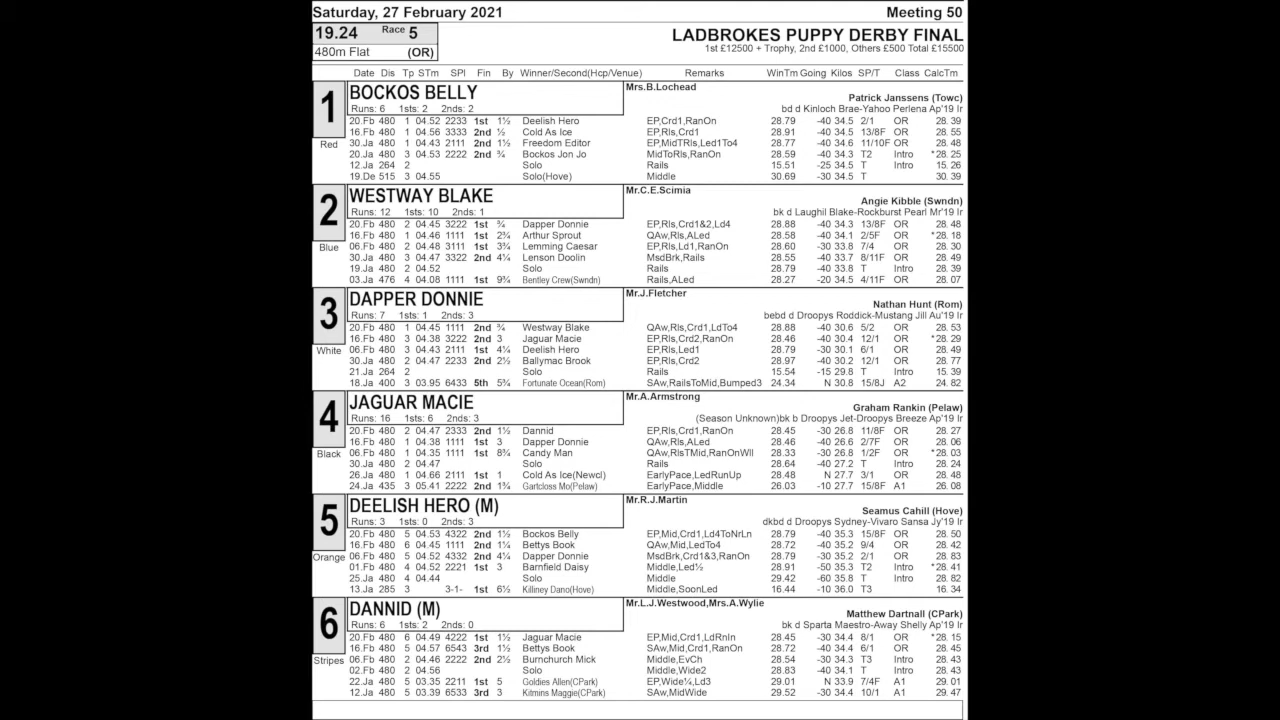 Saturday, 27 February 2021 Meeting 50
19.24 Race 5 LADBROKES PUPPY DERBY FINAL
480m Flat (OR) 1st £12500 + Trophy, 2nd £1000, Others £500 Total £15500
Date Dis Tp STm SPl Fin By Winner/Second(Hcp/Venue) Remarks WinTm Going Kilos SP/T Class CalcTm
1 BOCKOS BELLY Mrs.B.Lochead
Patrick Janssens (Towc)
Runs: 6 1sts: 2 2nds: 2 bd d Kinloch Brae-Yahoo Perlena Ap'19 Ir
Red
20.Fb 480 1 04.52 2233 1st 1½ Deelish Hero EP,Crd1,RanOn 28.79 -40 34.5 2/1 OR 28.39
16.Fb 480 1 04.56 3333 2nd ½ Cold As Ice EP,Rls,Crd1 28.91 -40 34.5 13/8F OR 28.55
30.Ja 480 1 04.43 2111 2nd 1½ Freedom Editor EP,MidTRls,Led1To4 28.77 -40 34.6 11/10F OR 28.48
20.Ja 480 3 04.53 2222 2nd ¾ Bockos Jon Jo MidToRls,RanOn 28.59 -40 34.3 T2 Intro *28.25
12.Ja 264 2 Solo Rails 15.51 -25 34.5 T Intro 15.26
19.De 515 3 04.55 Solo(Hove) Middle 30.69 -30 34.5 T 30.39
2 WESTWAY BLAKE Mr.C.E.Scimia
Angie Kibble (Swndn)
Runs: 12 1sts: 10 2nds: 1 bk d Laughil Blake-Rockburst Pearl Mr'19 Ir
Blue
20.Fb 480 2 04.45 3222 1st ¾ Dapper Donnie EP,Rls,Crd1&2,Ld4 28.88 -40 34.3 13/8F OR 28.48
16.Fb 480 1 04.46 1111 1st 2¾ Arthur Sprout QAw,Rls,ALed 28.58 -40 34.1 2/5F OR *28.18
06.Fb 480 2 04.48 3111 1st 3¾ Lemming Caesar EP,Rls,Ld1,RanOn 28.60 -30 33.8 7/4 OR 28.30
30.Ja 480 3 04.47 3322 2nd 4¼ Lenson Doolin MsdBrk,Rails 28.55 -40 33.7 8/11F OR 28.49
19.Ja 480 2 04.52 Solo Rails 28.79 -40 33.8 T Intro 28.39
03.Ja 476 4 04.08 1111 1st 9¾ Bentley Crew(Swndn) Rails,ALed 28.27 -20 34.5 4/11F OR 28.07
3 DAPPER DONNIE Mr.J.Fletcher
Nathan Hunt (Rom)
Runs: 7 1sts: 1 2nds: 3 bebd d Droopys Roddick-Mustang Jill Au'19 Ir
White
20.Fb 480 1 04.45 1111 2nd ¾ Westway Blake QAw,Rls,Crd1,LdTo4 28.88 -40 30.6 5/2 OR 28.53
16.Fb 480 3 04.38 3222 2nd 3 Jaguar Macie EP,Rls,Crd2,RanOn 28.46 -40 30.4 12/1 OR *28.29
06.Fb 480 3 04.43 2111 1st 4¼ Deelish Hero EP,Rls,Led1 28.79 -30 30.1 6/1 OR 28.49
30.Ja 480 2 04.47 2233 2nd 2½ Ballymac Brook EP,Rls,Crd2 28.97 -40 30.2 12/1 OR 28.77
21.Ja 264 2 Solo Rails 15.54 -15 29.8 T Intro 15.39
18.Ja 400 3 03.95 6433 5th 5¾ Fortunate Ocean(Rom) SAw,RailsToMid,Bumped3 24.34 N 30.8 15/8J A2 24.82
4 JAGUAR MACIE Mr.A.Armstrong
Graham Rankin (Pelaw)
Runs: 16 1sts: 6 2nds: 3 (Season Unknown)bk b Droopys Jet-Droopys Breeze Ap'19 Ir
Black
20.Fb 480 2 04.47 2333 2nd 1½ Dannid EP,Rls,Crd1,RanOn 28.45 -30 26.8 11/8F OR 28.27
16.Fb 480 1 04.38 1111 1st 3 Dapper Donnie QAw,Rls,ALed 28.46 -40 26.6 2/7F OR 28.06
06.Fb 480 1 04.35 1111 1st 8¾ Candy Man QAw,RlsTMid,RanOnWll 28.33 -30 26.8 1/2F OR *28.03
30.Ja 480 2 04.47 Solo Rails 28.64 -40 27.2 T Intro 28.24
26.Ja 480 1 04.66 2111 1st 1 Cold As Ice(Newcl) EarlyPace,LedRunUp 28.48 N 27.7 3/1 OR 28.48
24.Ja 435 3 05.41 2222 2nd 1¾ Gartcloss Mo(Pelaw) EarlyPace,Middle 26.03 -10 27.7 15/8F A1 26.08
5 DEELISH HERO (M) Mr.R.J.Martin
Seamus Cahill (Hove)
Runs: 3 1sts: 0 2nds: 3 dkbd d Droopys Sydney-Vivaro Sansa Jy'19 Ir
Orange
20.Fb 480 5 04.53 4322 2nd 1½ Bockos Belly EP,Mid,Crd1,Ld4ToNrLn 28.79 -40 35.3 15/8F OR 28.50
16.Fb 480 6 04.45 1111 2nd 1¼ Bettys Book QAw,Mid,LedTo4 28.72 -40 35.2 9/4 OR 28.42
06.Fb 480 5 04.52 4332 2nd 4¼ Dapper Donnie MsdBrk,Crd1&3,RanOn 28.79 -30 35.2 2/1 OR 28.83
01.Fb 480 4 04.52 2221 1st 3 Barnfield Daisy Middle,Led½ 28.91 -50 35.3 T2 Intro *28.41
25.Ja 480 4 04.44 Solo Middle 29.42 -60 35.8 T Intro 28.82
13.Ja 285 3 3-1- 1st 6½ Killiney Dano(Hove) Middle,SoonLed 16.44 -10 36.0 T3 16.34
6 DANNID (M) Mr.L.J.Westwood,Mrs.A.Wylie
Matthew Dartnall (CPark)
Runs: 6 1sts: 2 2nds: 0 bk d Sparta Maestro-Away Shelly Ap'19 Ir
Stripes
20.Fb 480 6 04.49 4222 1st 1½ Jaguar Macie EP,Mid,Crd1,LdRnIn 28.45 -30 34.4 8/1 OR *28.15
16.Fb 480 5 04.57 6543 3rd 1½ Bettys Book SAw,Mid,Crd1,RanOn 28.72 -40 34.4 6/1 OR 28.45
06.Fb 480 2 04.46 2222 2nd 2½ Burnchurch Mick Middle,EvCh 28.54 -30 34.3 T3 Intro 28.43
02.Fb 480 2 04.56 Solo Middle,Wide2 28.83 -40 34.1 T Intro 28.43
22.Ja 480 5 03.35 2211 1st 5 Goldies Allen(CPark) EP,Wide¼,Ld3 29.01 N 33.9 7/4F A1 29.01
12.Ja 480 5 03.39 6533 3rd 3 Kitmins Maggie(CPark) SAw,MidWide 29.52 -30 34.4 10/1 A1 29.47